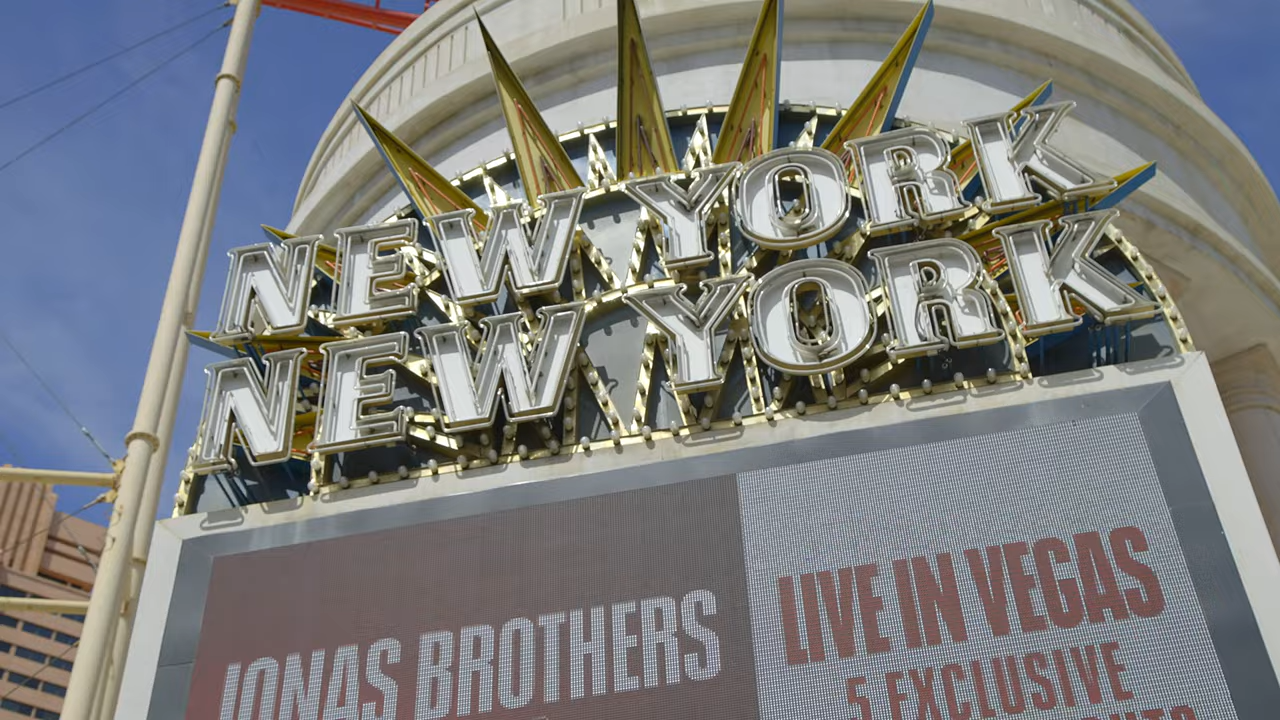 NEW YORK
NEW YORK
JONAS BROTHERS
LIVE IN VEGAS
5 EXCLUSIVE